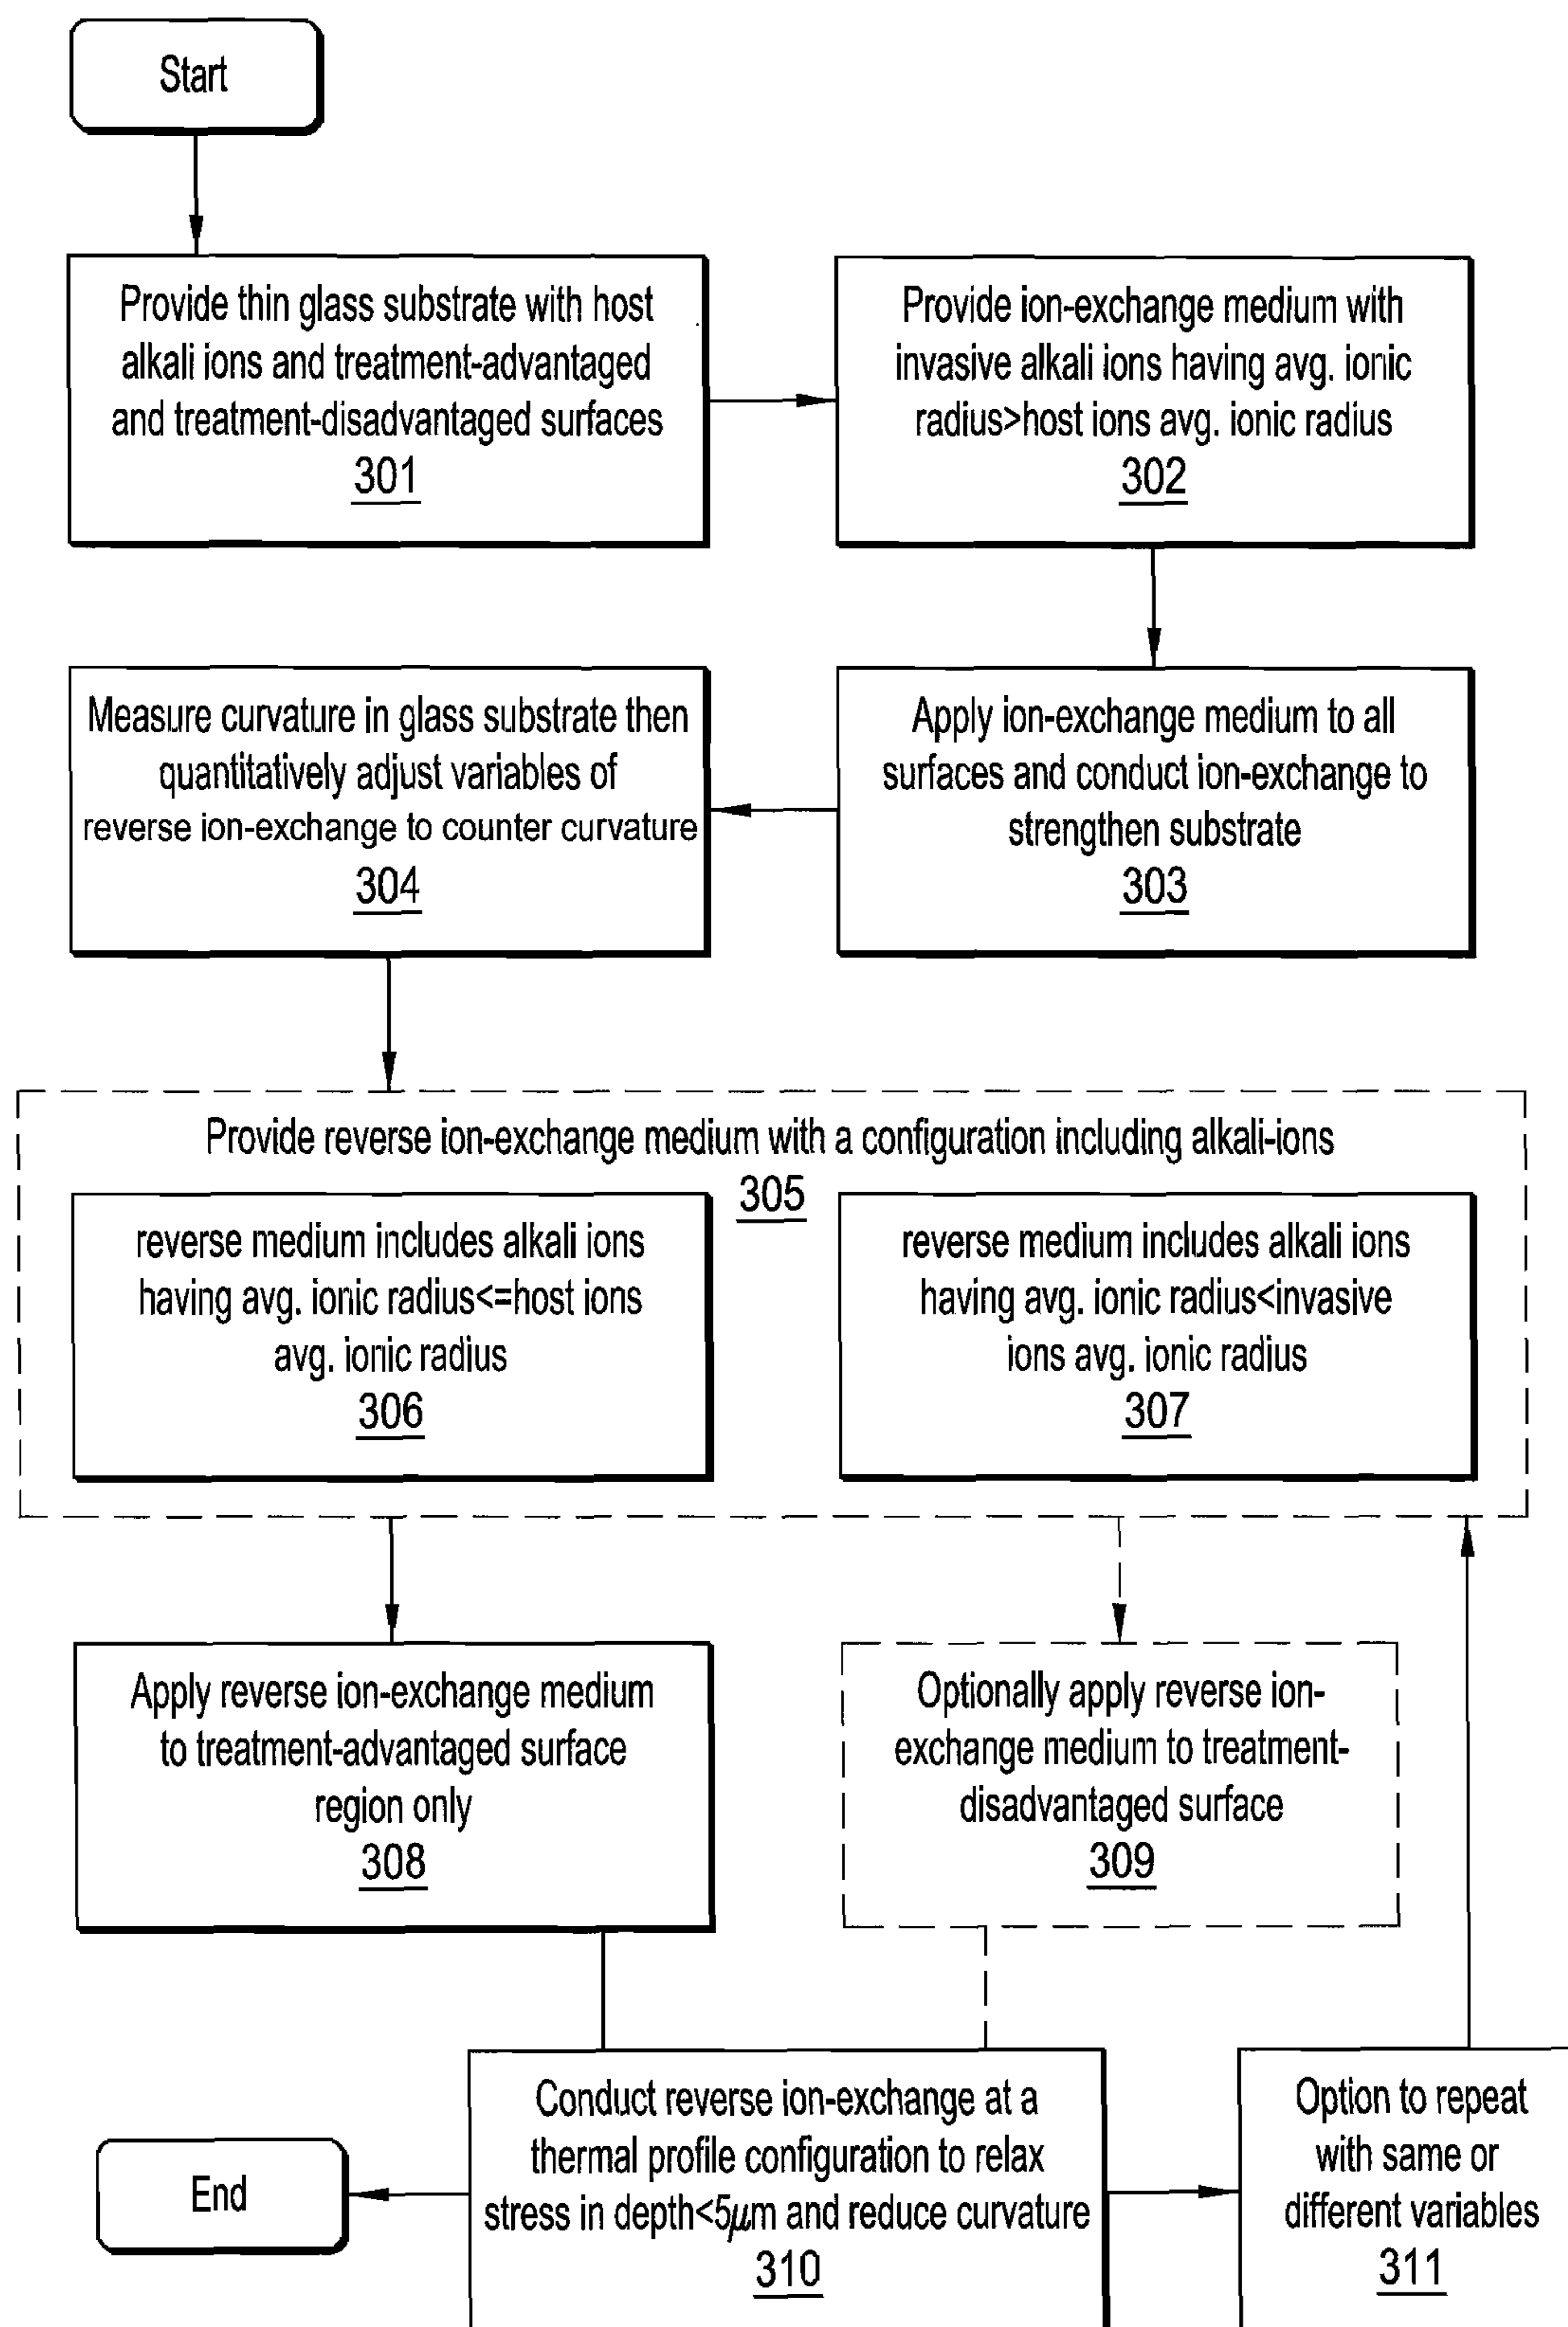 Start
Provide thin glass substrate with host
alkali ions and treatment-advantaged
and treatment-disadvantaged surfaces
301
Provide ion-exchange medium with
invasive alkali ions having avg. ionic
radius>host ions avg. ionic radius
302
Apply ion-exchange medium to all
surfaces and conduct ion-exchange to
strengthen substrate
303
Measure curvature in glass substrate then
quantitatively adjust variables of
reverse ion-exchange to counter curvature
304
Provide reverse ion-exchange medium with a configuration including alkali-ions
305
reverse medium includes alkali ions
having avg. ionic radius<=host ions
avg. ionic radius
306
reverse medium includes alkali ions
having avg. ionic radius<invasive
ions avg. ionic radius
307
Apply reverse ion-exchange medium
to treatment-advantaged surface
region only
308
Optionally apply reverse ion-
exchange medium to treatment-
disadvantaged surface
309
Conduct reverse ion-exchange at a
thermal profile configuration to relax
stress in depth<5μm and reduce curvature
310
Option to repeat
with same or
different variables
311
End